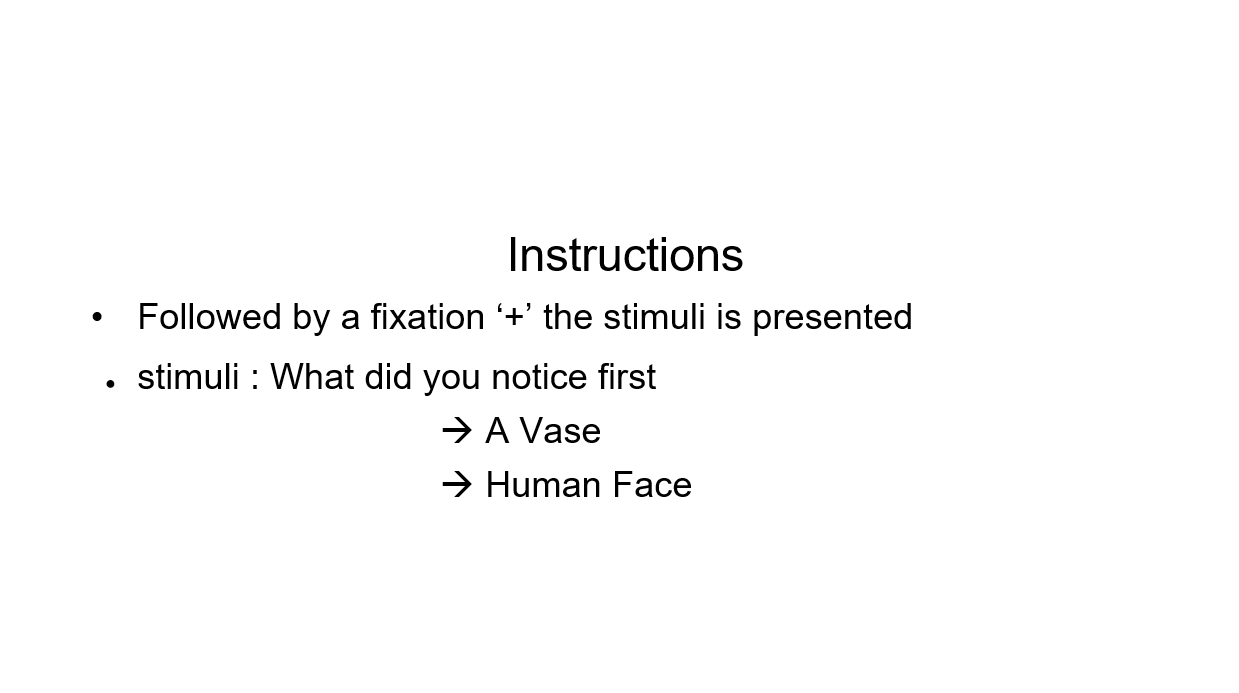 Instructions
• Followed by a fixation ‘+’ the stimuli is presented
• stimuli : What did you notice first
→ A Vase
→ Human Face